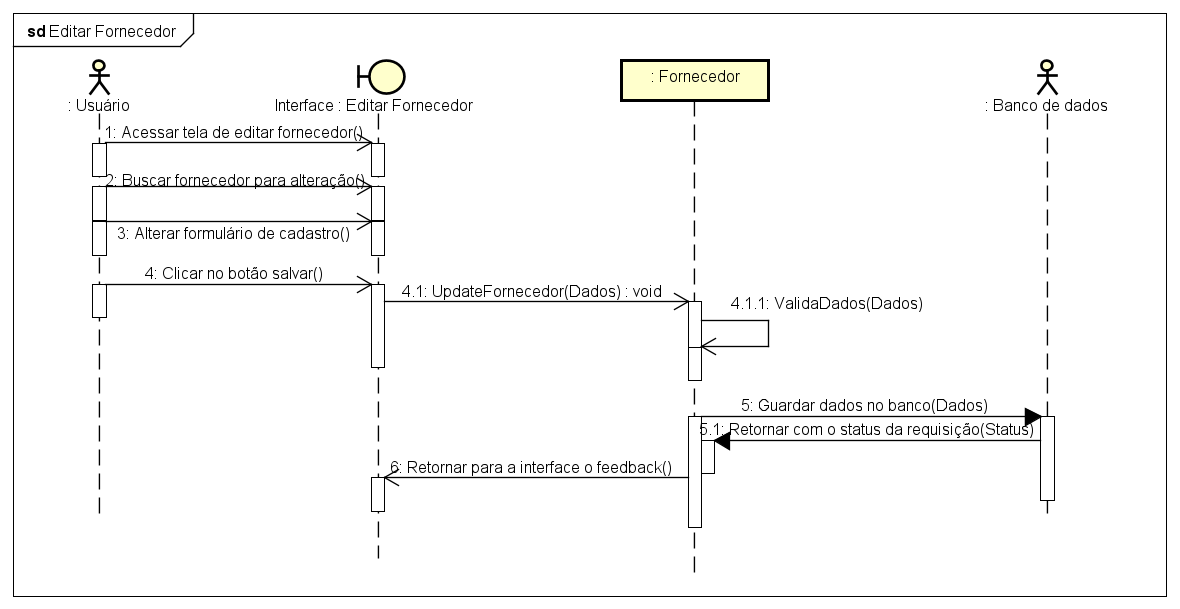 sd Editar Fornecedor
: Usuário
Interface : Editar Fornecedor
: Fornecedor
: Banco de dados
1: Acessar tela de editar fornecedor()
2: Buscar fornecedor para alteração()
3: Alterar formulário de cadastro()
4: Clicar no botão salvar()
4.1: UpdateFornecedor(Dados) : void
4.1.1: ValidaDados(Dados)
5: Guardar dados no banco(Dados)
5.1: Retornar com o status da requisição(Status)
6: Retornar para a interface o feedback()